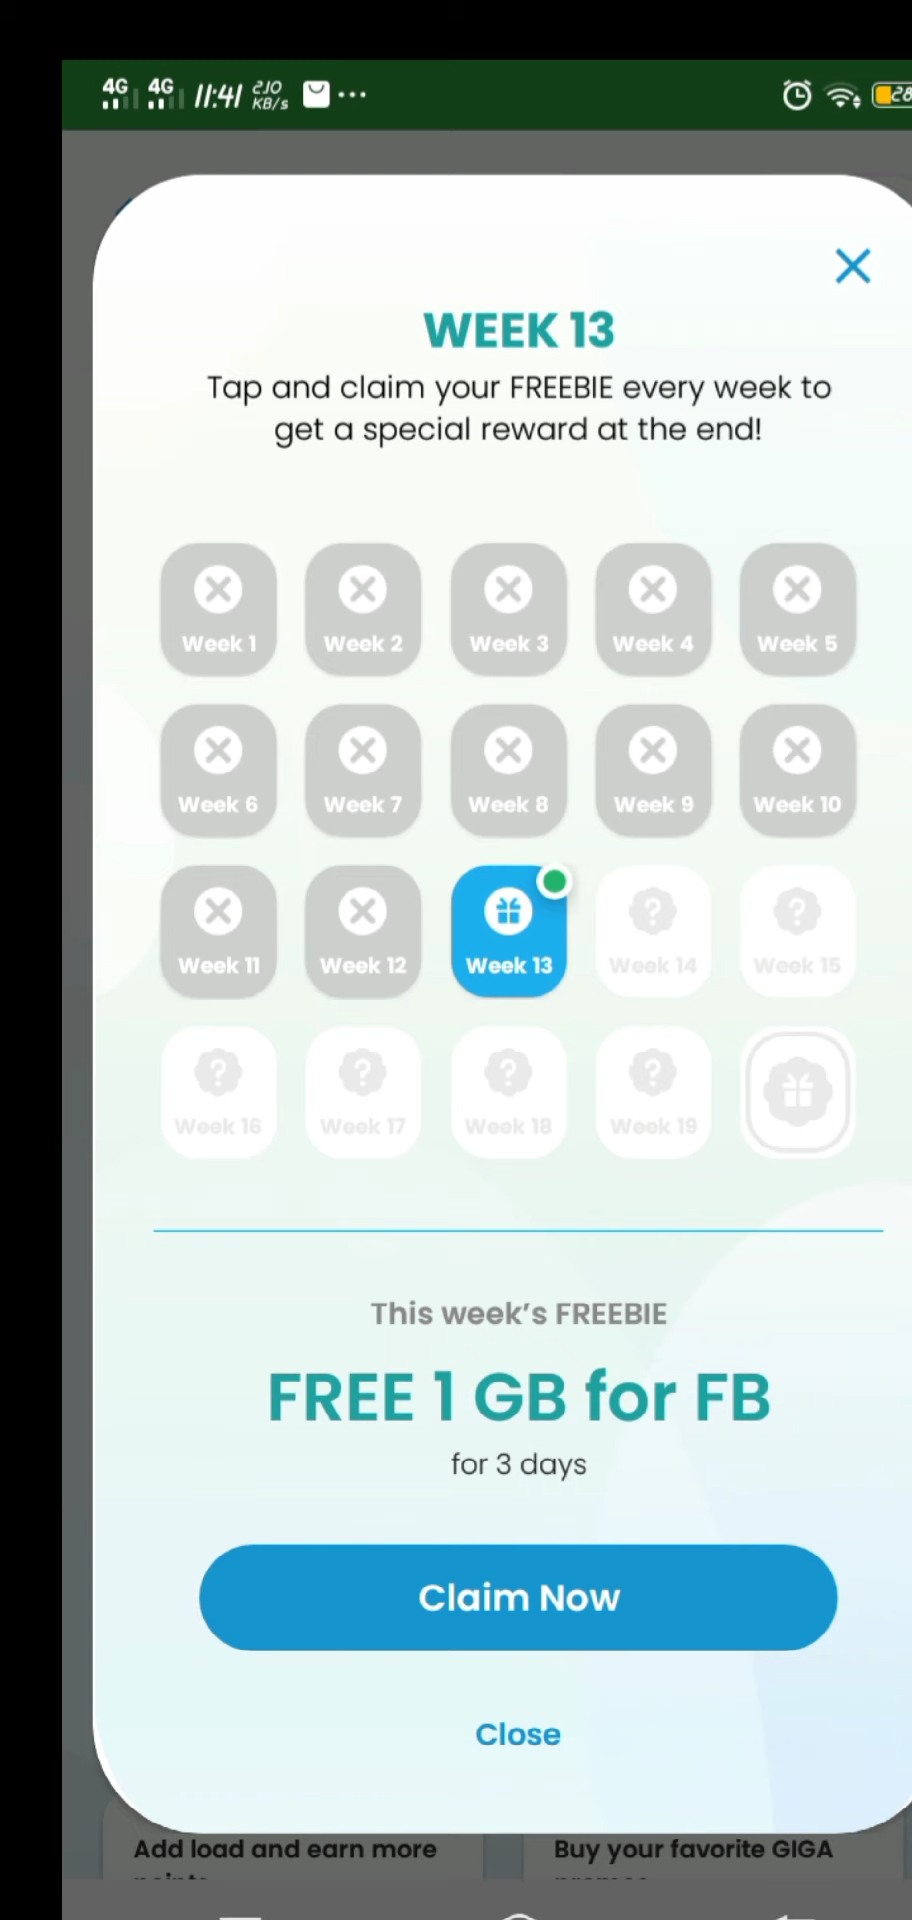 4G 4G 11:41 210 KB/s ... 28
WEEK 13
Tap and claim your FREEBIE every week to
get a special reward at the end!
Week 1 Week 2 Week 3 Week 4 Week 5
Week 6 Week 7 Week 8 Week 9 Week 10
Week 11 Week 12 Week 13 Week 14 Week 15
Week 16 Week 17 Week 18 Week 19
This week's FREEBIE
FREE 1 GB for FB
for 3 days
Claim Now
Close
Add load and earn more
Buy your favorite GIGA